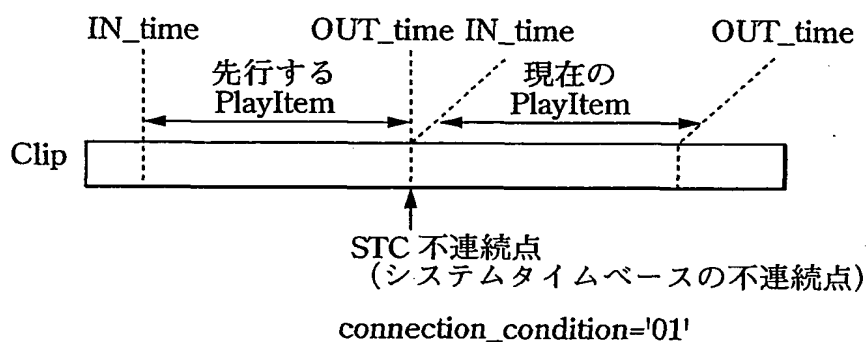 IN_time OUT_time IN_time OUT_time
先行する 現在の
PlayItem PlayItem
Clip
STC 不連続点
(システムタイムベースの不連続点)
connection_condition='01'